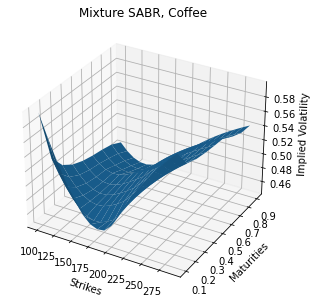 Mixture SABR, Coffee
0.58
0.56
0.54
0.52
0.50
0.48
0.46
Implied Volatility
100 125 150 175 200 225 250 275
Strikes
0.1 0.2 0.3 0.4 0.5 0.6 0.7 0.8 0.9
Maturities